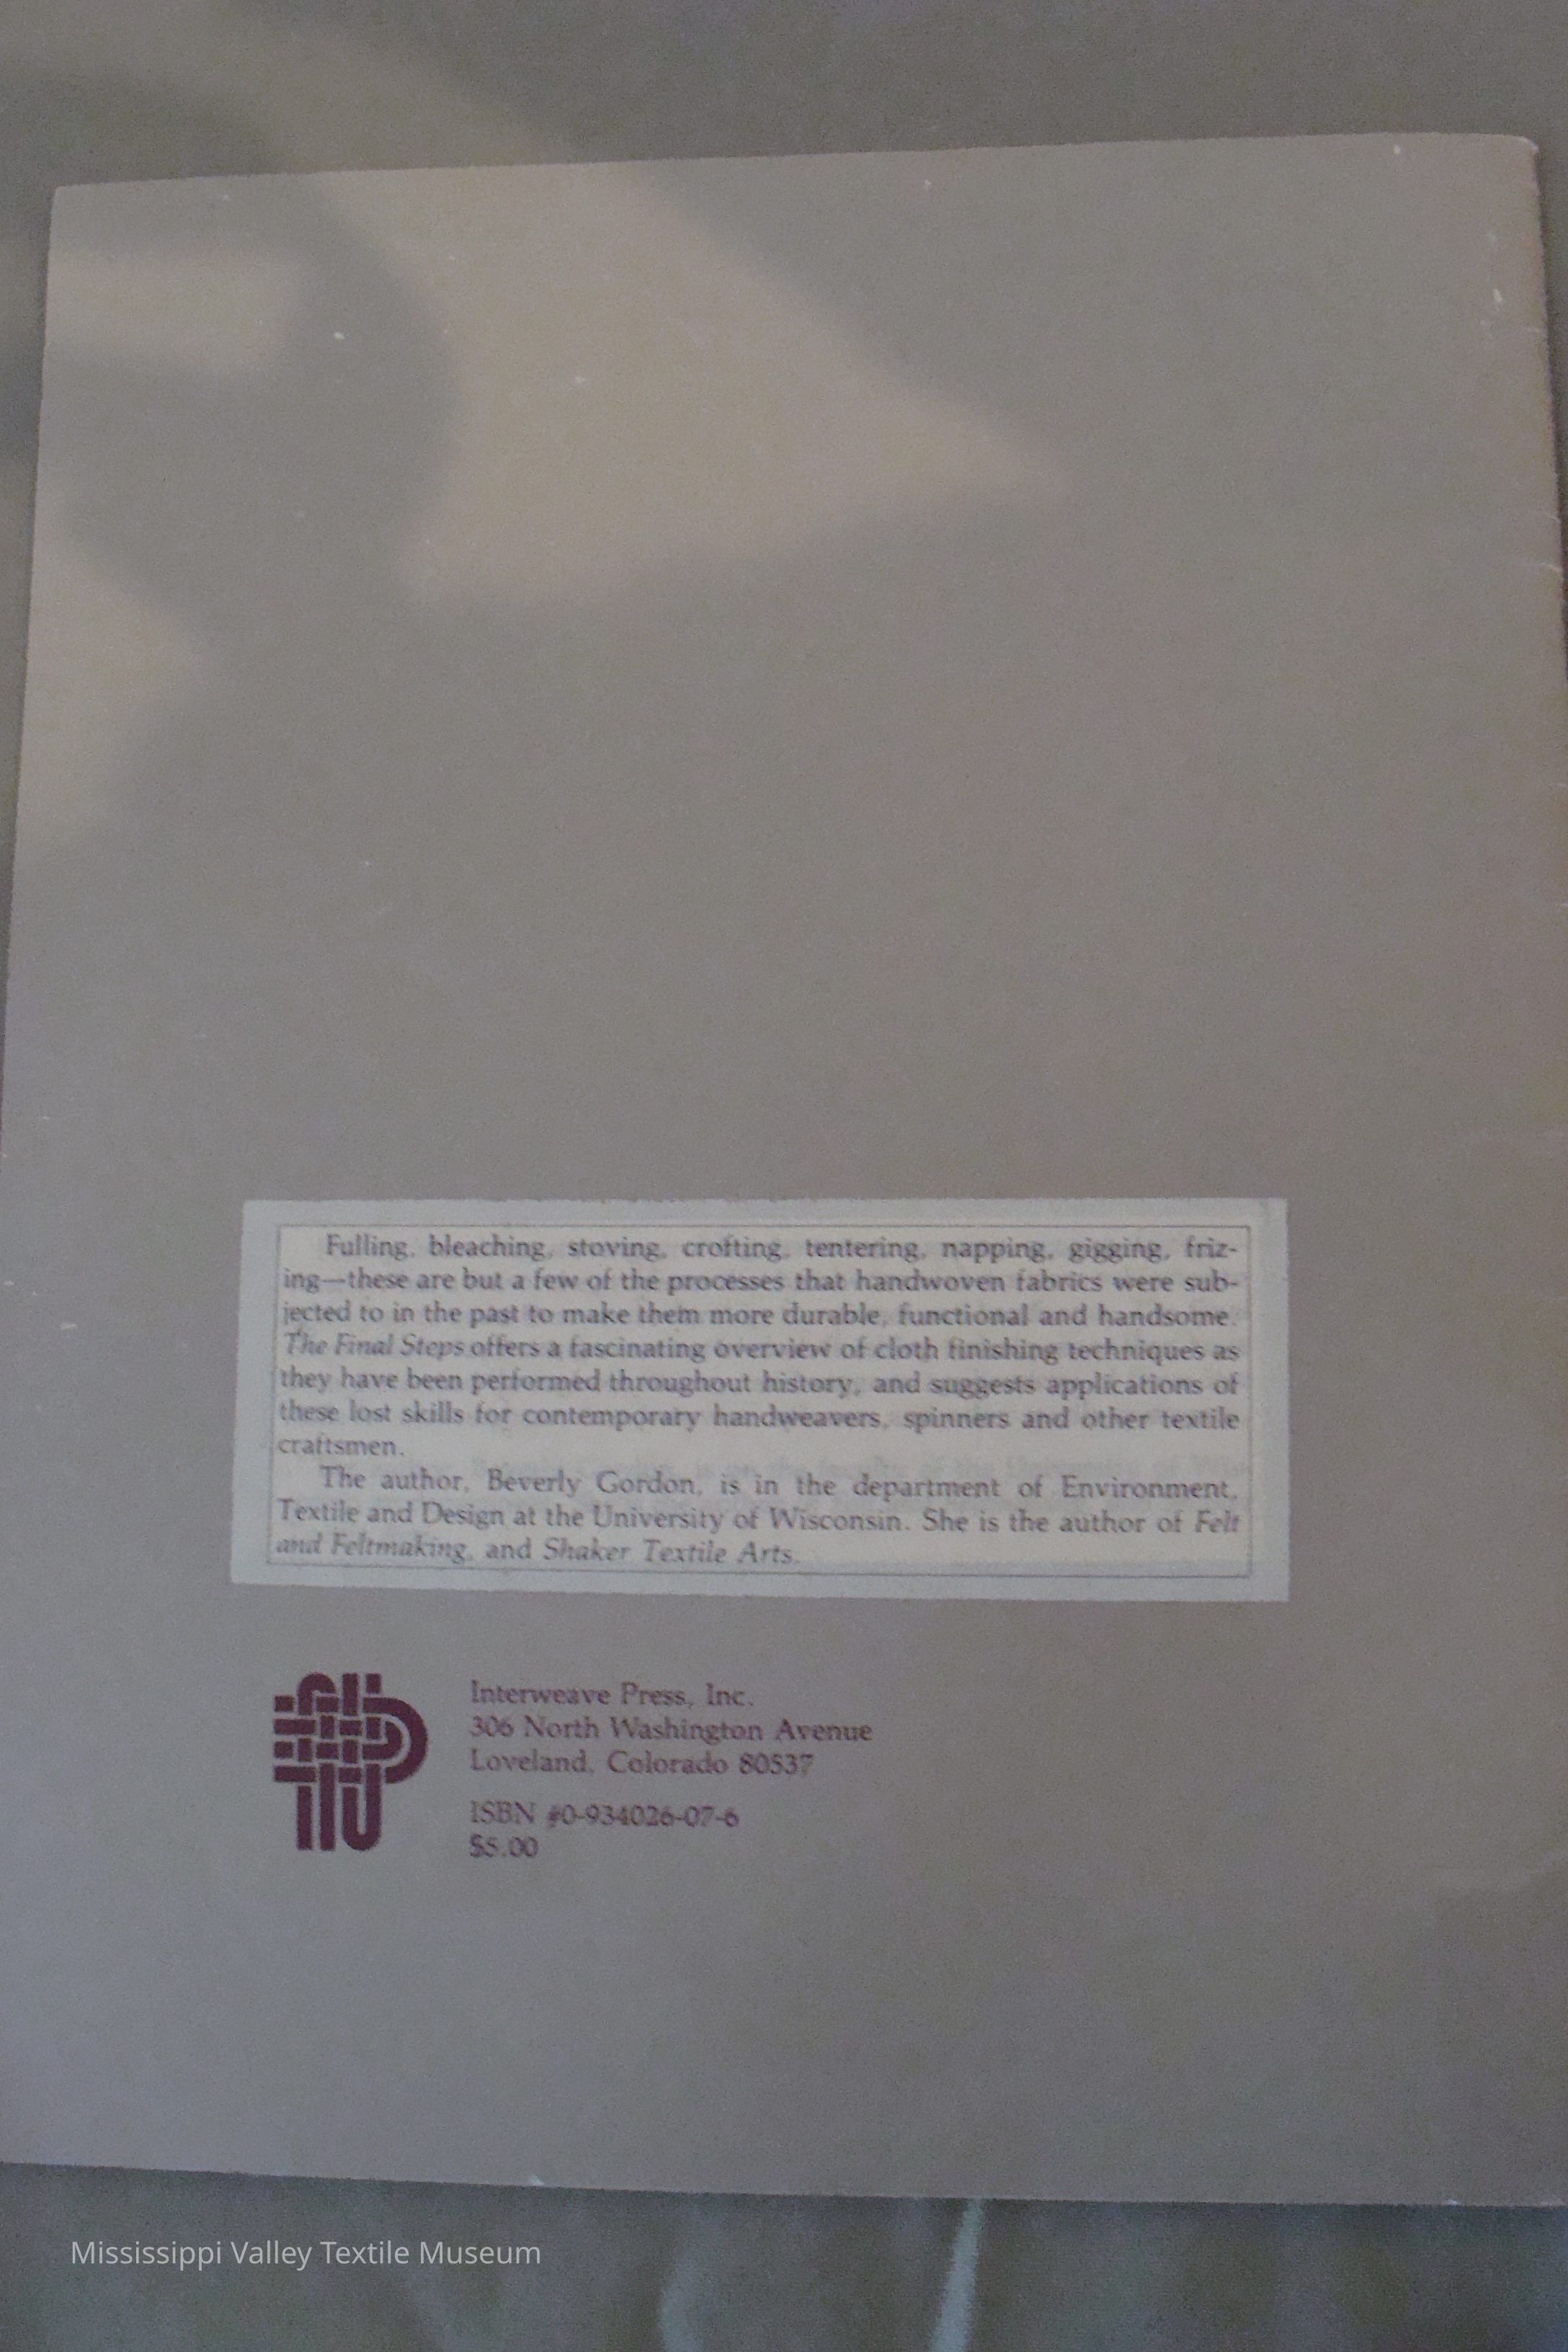 Fulling, bleaching, stoving, crofting, tentering, napping, gigging, friz-
ing—these are but a few of the processes that handwoven fabrics were sub-
jected to in the past to make them more durable, functional and handsome.
The Final Steps offers a fascinating overview of cloth finishing techniques as
they have been performed throughout history, and suggests applications of
these lost skills for contemporary handweavers, spinners and other textile
craftsmen.
The author, Beverly Gordon, is in the department of Environment,
Textile and Design at the University of Wisconsin. She is the author of Felt
and Feltmaking, and Shaker Textile Arts.
Interweave Press, Inc.
306 North Washington Avenue
Loveland, Colorado 80537
ISBN #0-934026-07-6
$5.00
Mississippi Valley Textile Museum